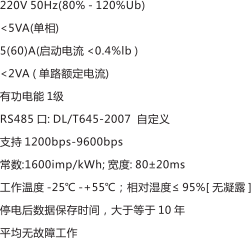 220V 50Hz(80% - 120%Ub)
<5VA(单相)
5(60)A(启动电流 <0.4%lb )
<2VA ( 单路额定电流)
有功电能 1级
RS485 口: DL/T645-2007  自定义
支持 1200bps-9600bps
常数:1600imp/kWh; 宽度: 80±20ms
工作温度 -25℃ -+55℃；相对湿度≤ 95%[ 无凝露 ]
停电后数据保存时间，大于等于 10 年
平均无故障工作